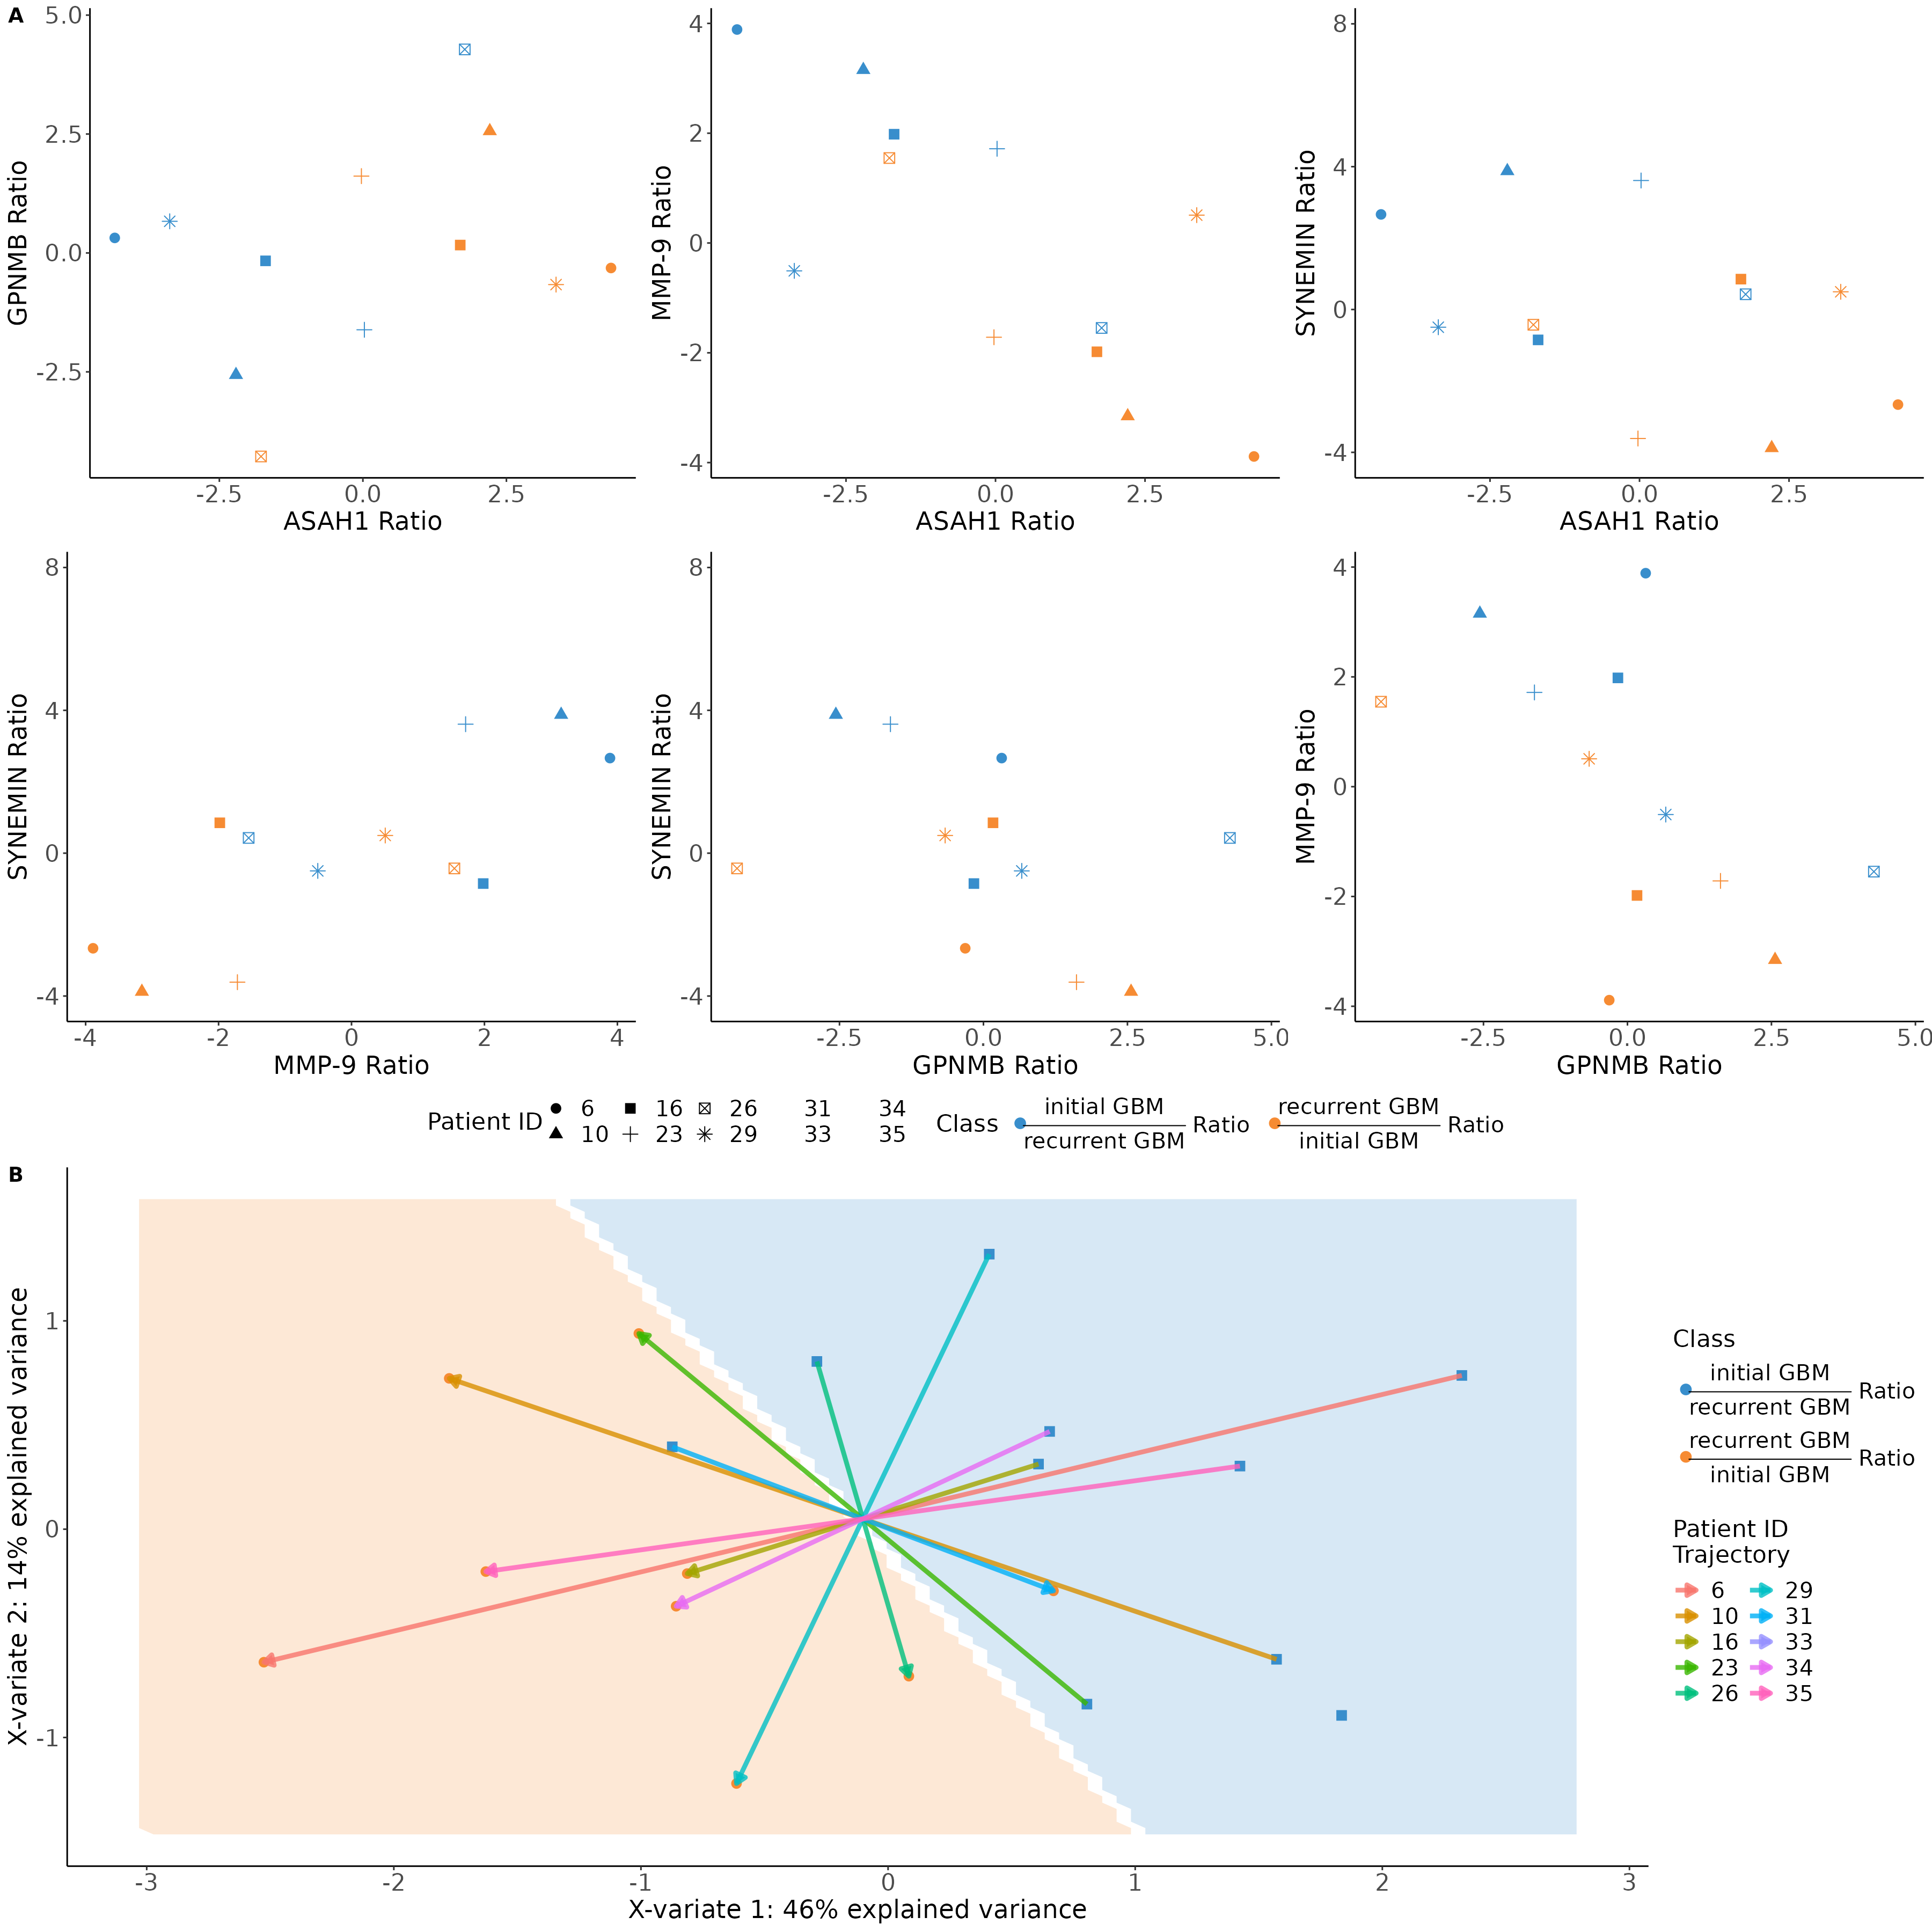 A
5.0
2.5
0.0
-2.5
GPNMB Ratio
-2.5 0.0 2.5
ASAH1 Ratio
4
2
0
-2
-4
MMP-9 Ratio
-2.5 0.0 2.5
ASAH1 Ratio
8
4
0
-4
SYNEMIN Ratio
-2.5 0.0 2.5
ASAH1 Ratio
8
4
0
-4
SYNEMIN Ratio
-4 -2 0 2 4
MMP-9 Ratio
8
4
0
-4
SYNEMIN Ratio
-2.5 0.0 2.5 5.0
GPNMB Ratio
4
2
0
-2
-4
MMP-9 Ratio
-2.5 0.0 2.5 5.0
GPNMB Ratio
Patient ID
6 16 26 31 34
10 23 29 33 35
Class
initial GBM
recurrent GBM
Ratio
recurrent GBM
initial GBM
Ratio
B
1
0
-1
X-variate 2: 14% explained variance
-3 -2 -1 0 1 2 3
X-variate 1: 46% explained variance
Class
initial GBM
recurrent GBM
Ratio
recurrent GBM
initial GBM
Ratio
Patient ID
Trajectory
6 29
10 31
16 33
23 34
26 35